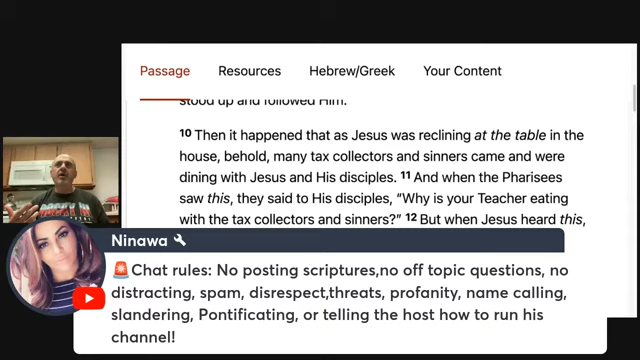 Passage Resources Hebrew/Greek Your Content
stood up and followed Him.
10 Then it happened that as Jesus was reclining at the table in the
house, behold, many tax collectors and sinners came and were
dining with Jesus and His disciples. 11 And when the Pharisees
saw this, they said to His disciples, “Why is your Teacher eating
with the tax collectors and sinners?” 12 But when Jesus heard this,
Ninawa
🚨Chat rules: No posting scriptures,no off topic questions, no
distracting, spam, disrespect,threats, profanity, name calling,
slandering, Pontificating, or telling the host how to run his
channel!